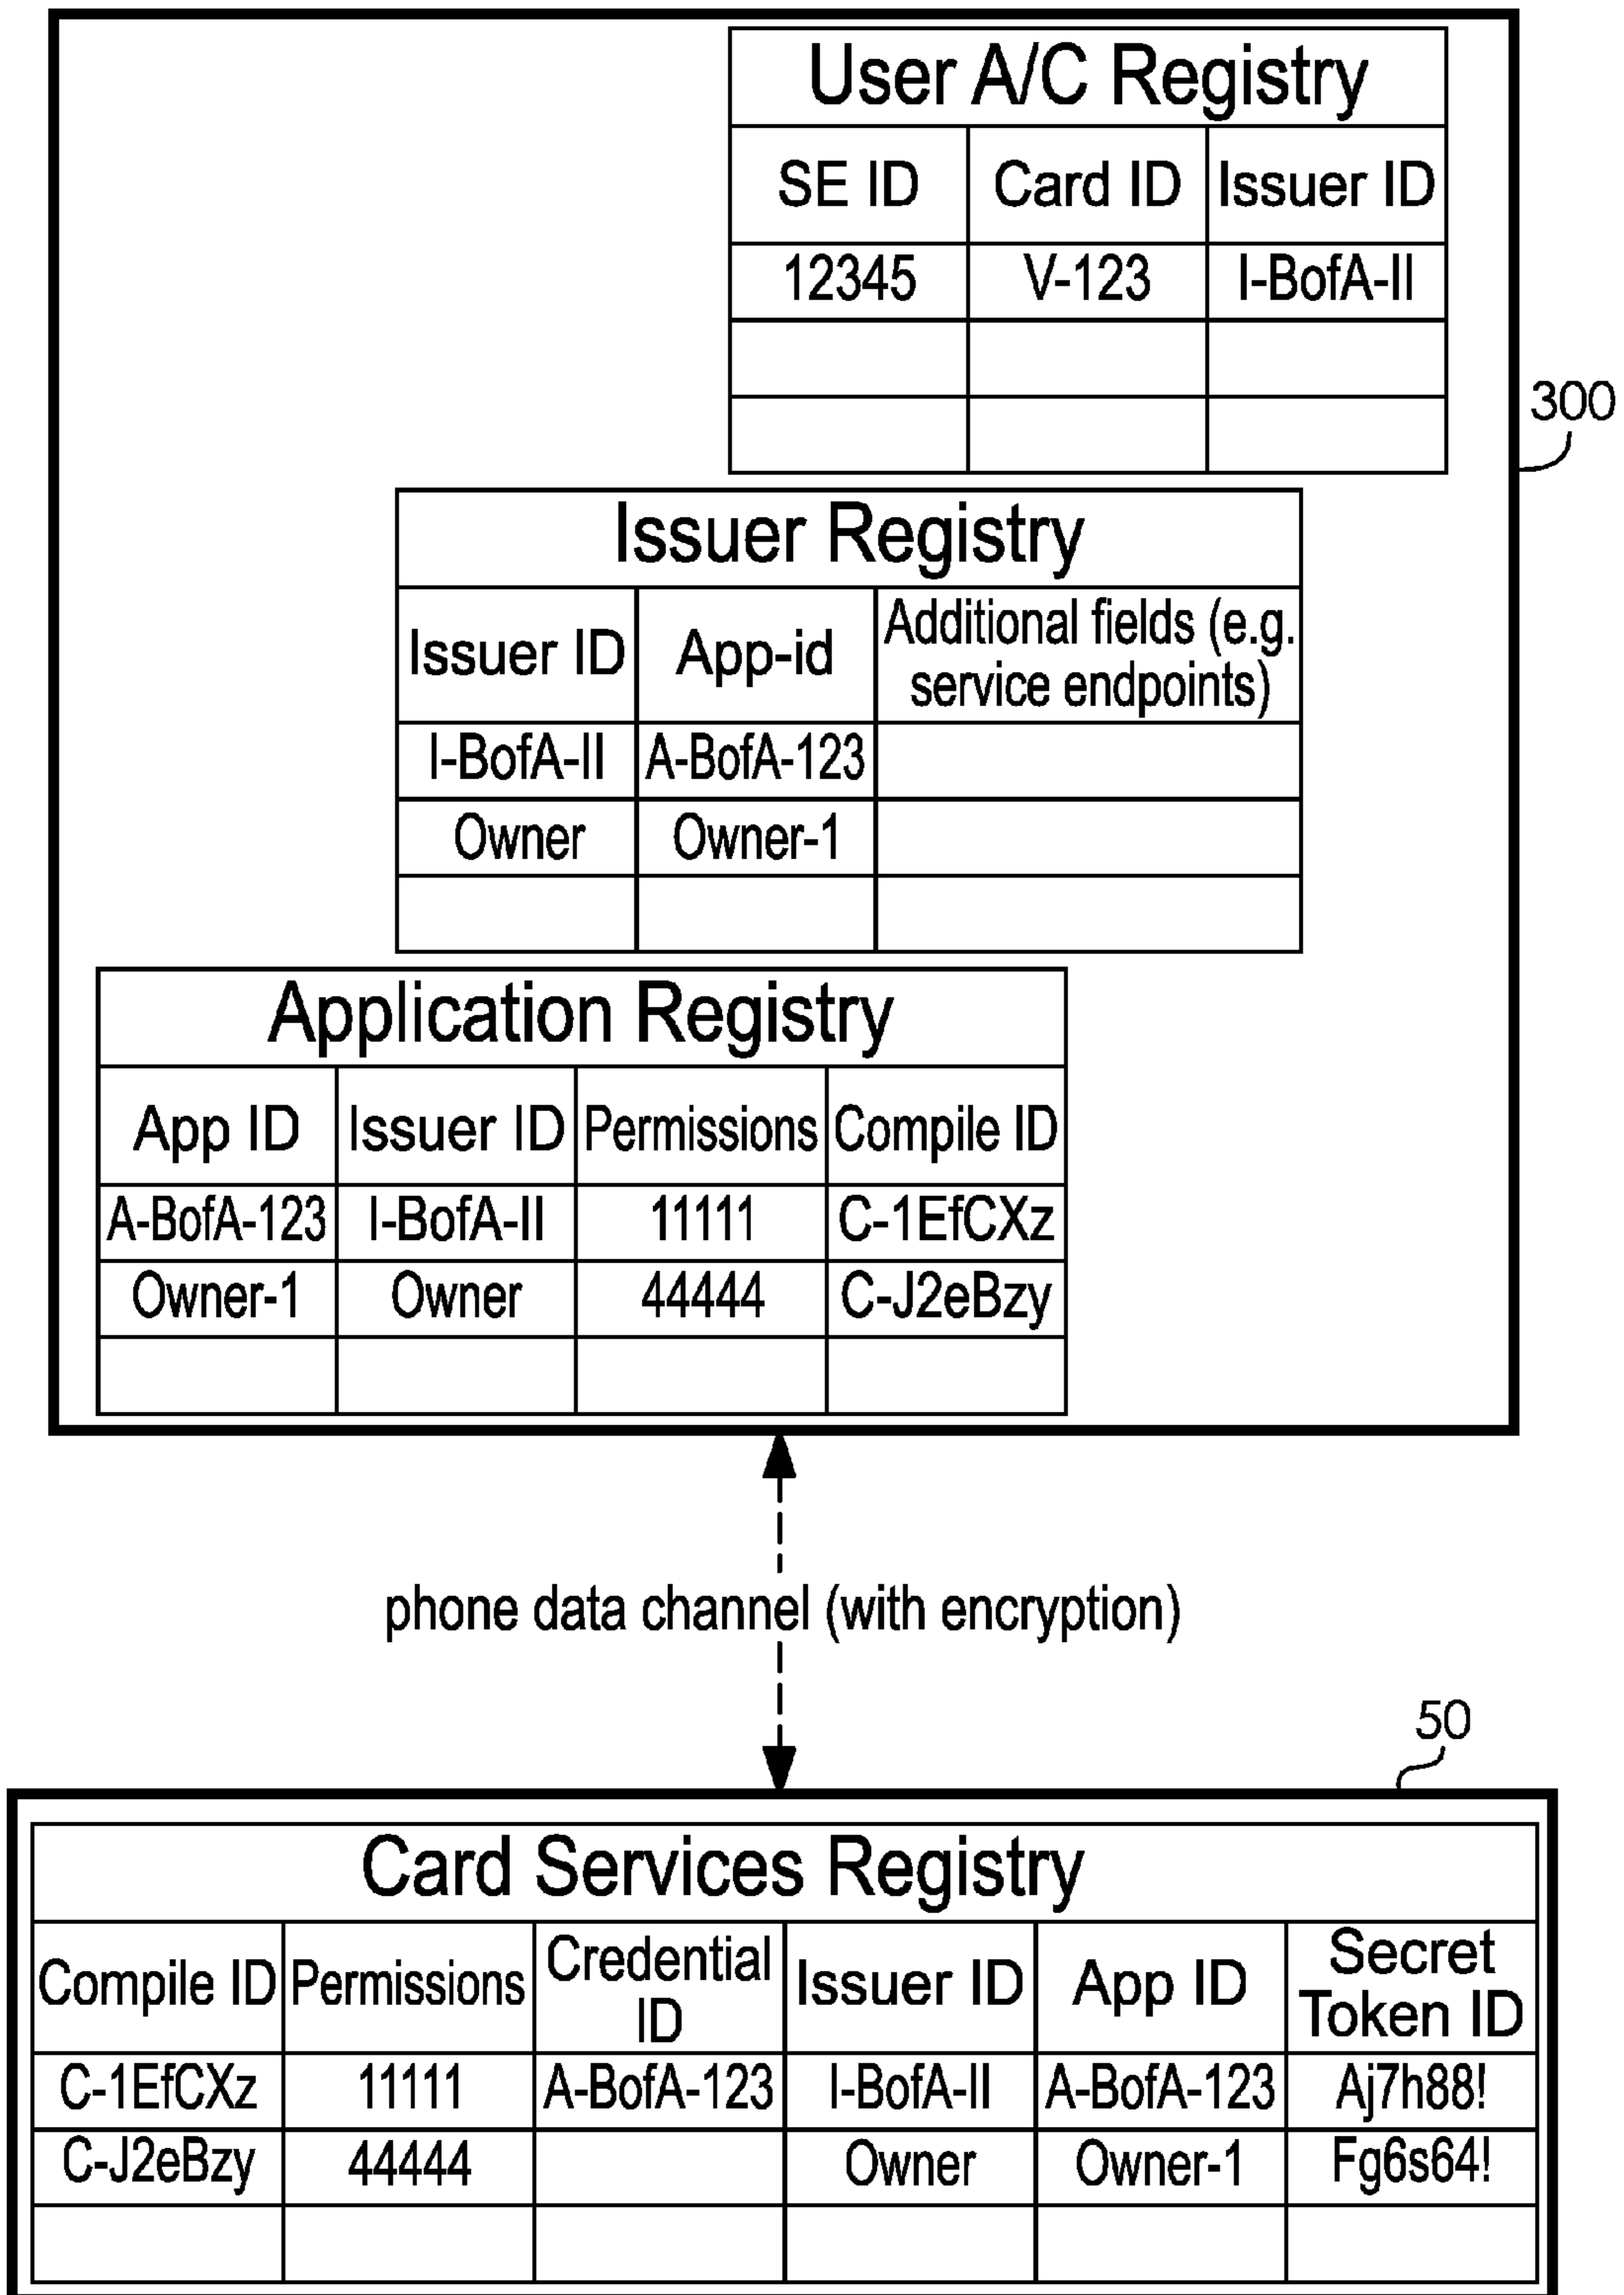 User A/C Registry
SE ID Card ID Issuer ID
12345 V-123 I-BofA-II
300
Issuer Registry
Issuer ID App-id Additional fields (e.g.
service endpoints)
I-BofA-II A-BofA-123
Owner Owner-1
Application Registry
App ID Issuer ID Permissions Compile ID
A-BofA-123 I-BofA-II 11111 C-1EfCXz
Owner-1 Owner 44444 C-J2eBzy
phone data channel (with encryption)
50
Card Services Registry
Compile ID Permissions Credential
ID Issuer ID App ID Secret
Token ID
C-1EfCXz 11111 A-BofA-123 I-BofA-II A-BofA-123 Aj7h88!
C-J2eBzy 44444 Owner Owner-1 Fg6s64!